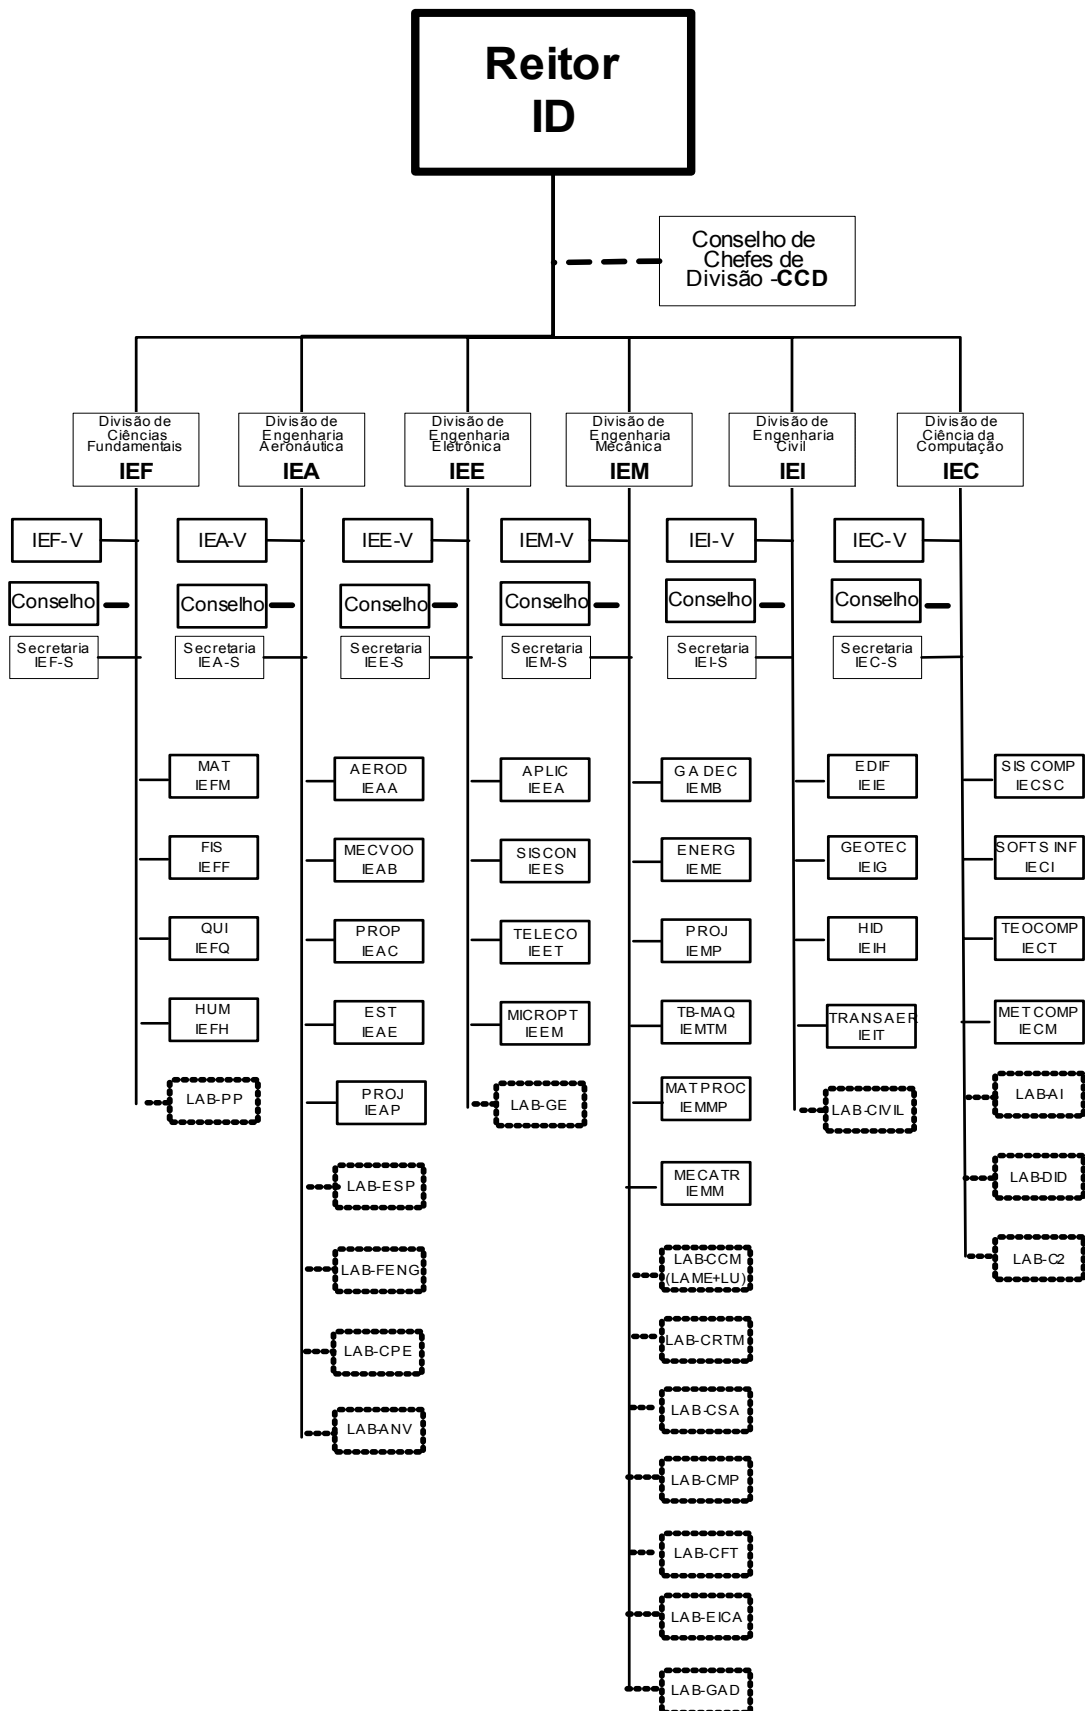 Reitor
ID
Conselho de
Chefes de
Divisão -CCD
Divisão de
Ciências
Fundamentais
IEF
Divisão de
Engenharia
Aeronáutica
IEA
Divisão de
Engenharia
Eletrônica
IEE
Divisão de
Engenharia
Mecânica
IEM
Divisão de
Engenharia
Civil
IEI
Divisão de
Ciência da
Computação
IEC
IEF-V
IEA-V
IEE-V
IEM-V
IEI-V
IEC-V
Conselho
Conselho
Conselho
Conselho
Conselho
Conselho
Secretaria
IEF-S
Secretaria
IEA-S
Secretaria
IEE-S
Secretaria
IEM-S
Secretaria
IEI-S
Secretaria
IEC-S
MAT
IEFM
FIS
IEFF
QUI
IEFQ
HUM
IEFH
LAB-PP
AEROD
IEAA
MECVOO
IEAB
PROP
IEAC
EST
IEAE
PROJ
IEAP
LAB-ESP
LAB-FENG
LAB-CPE
LAB-ANV
APLIC
IEEA
SISCON
IEES
TELECO
IEET
MICROPT
IEEM
LAB-GE
GADEC
IEMB
ENERG
IEME
PROJ
IEMP
TB-MAQ
IEMTM
MATPROC
IEMMP
MECATR
IEMM
LAB-CCM
(LAME+LU)
LAB-CRTM
LAB-CSA
LAB-CMP
LAB-CFT
LAB-EICA
LAB-GAD
EDIF
IEIE
GEOTEC
IEIG
HID
IEIH
TRANSAER
IEIT
LAB-CIVIL
SISCOMP
IECSC
SOFTSINF
IECI
TEOCOMP
IECT
METCOMP
IECM
LAB-AI
LAB-DID
LAB-C2